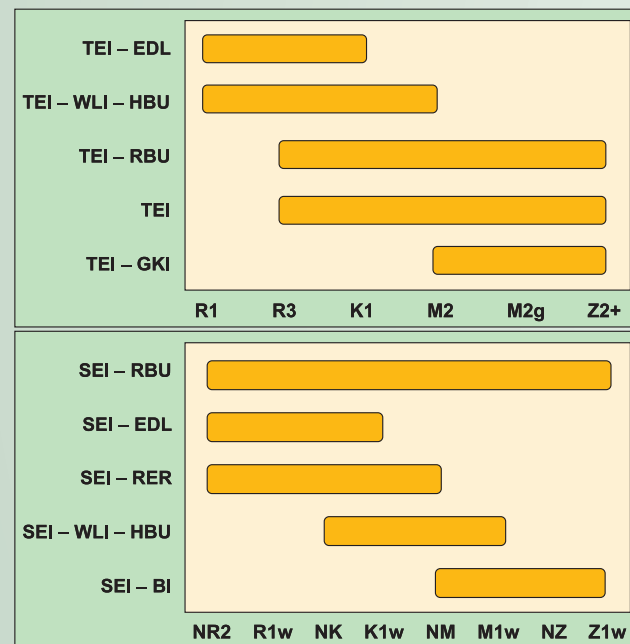 TEI – EDL
TEI – WLI – HBU
TEI – RBU
TEI
TEI – GKI
R1 R3 K1 M2 M2g Z2+
SEI – RBU
SEI – EDL
SEI – RER
SEI – WLI – HBU
SEI – BI
NR2 R1w NK K1w NM M1w NZ Z1w